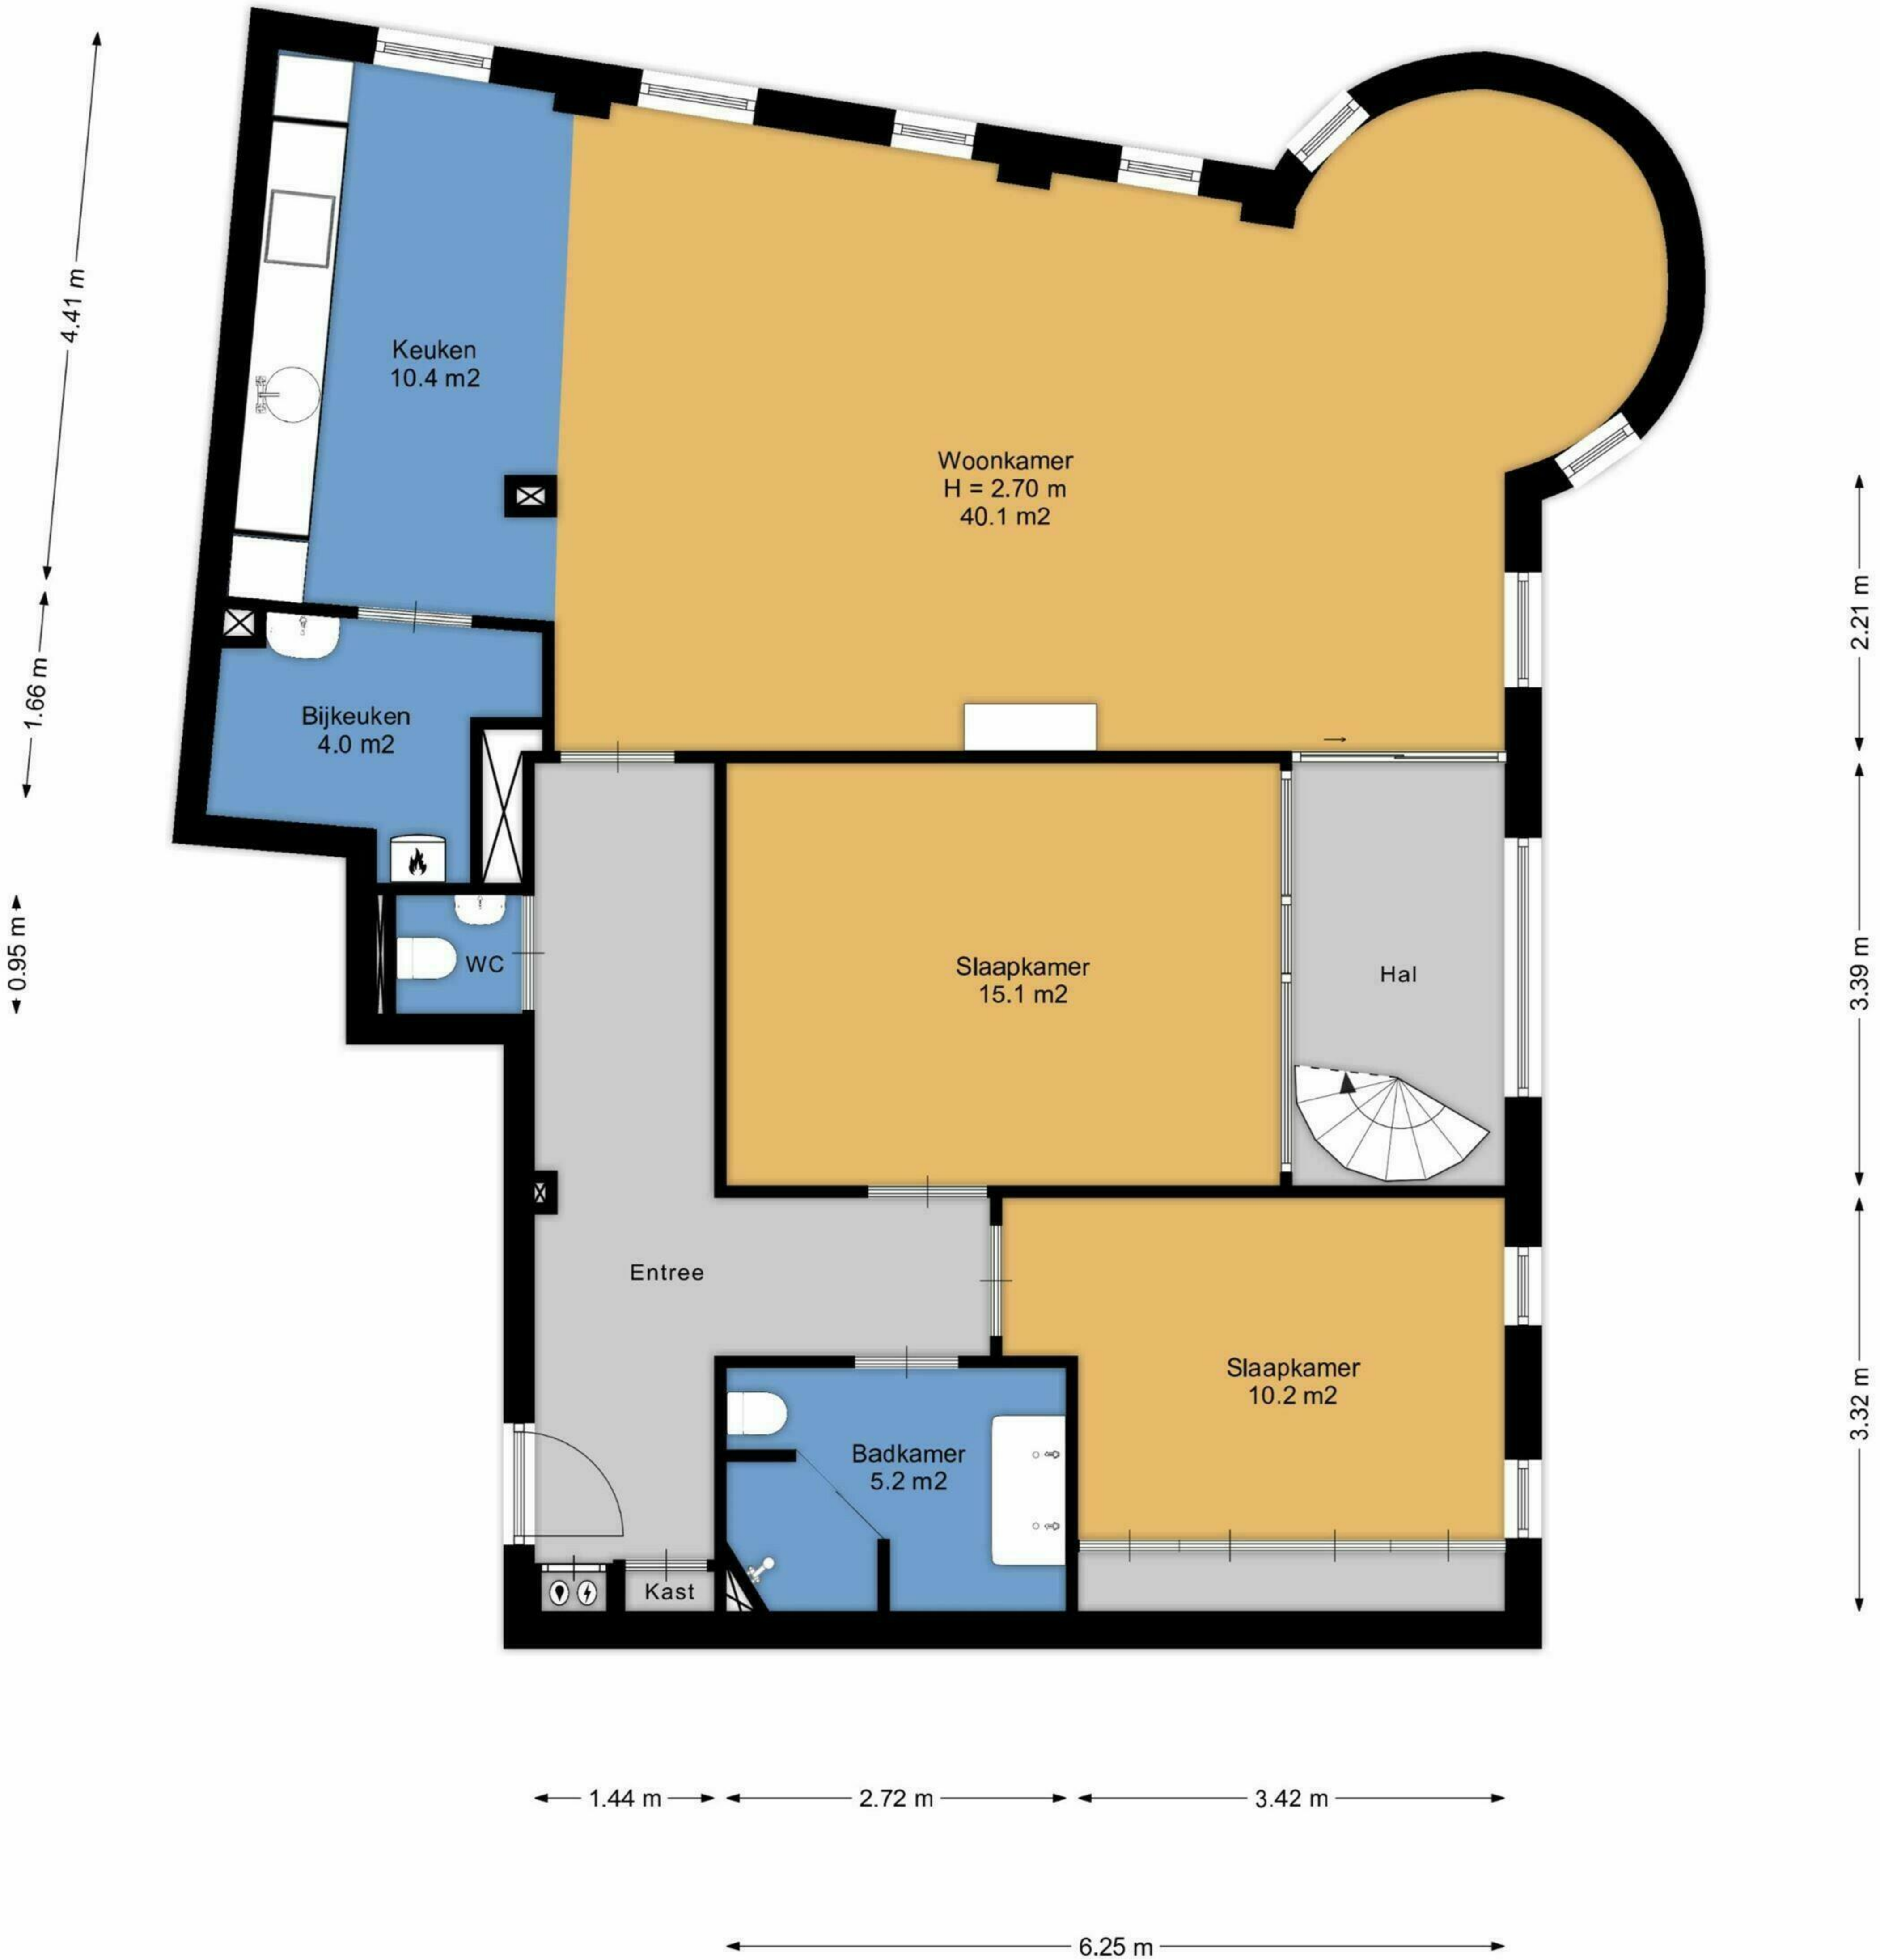 4.41 m
Keuken
10.4 m2
Woonkamer
H = 2.70 m
40.1 m2
2.21 m
1.66 m
Bijkeuken
4.0 m2
0.95 m
WC
Slaapkamer
15.1 m2
Hal
3.39 m
Entree
Slaapkamer
10.2 m2
3.32 m
Badkamer
5.2 m2
Kast
1.44 m
2.72 m
3.42 m
6.25 m